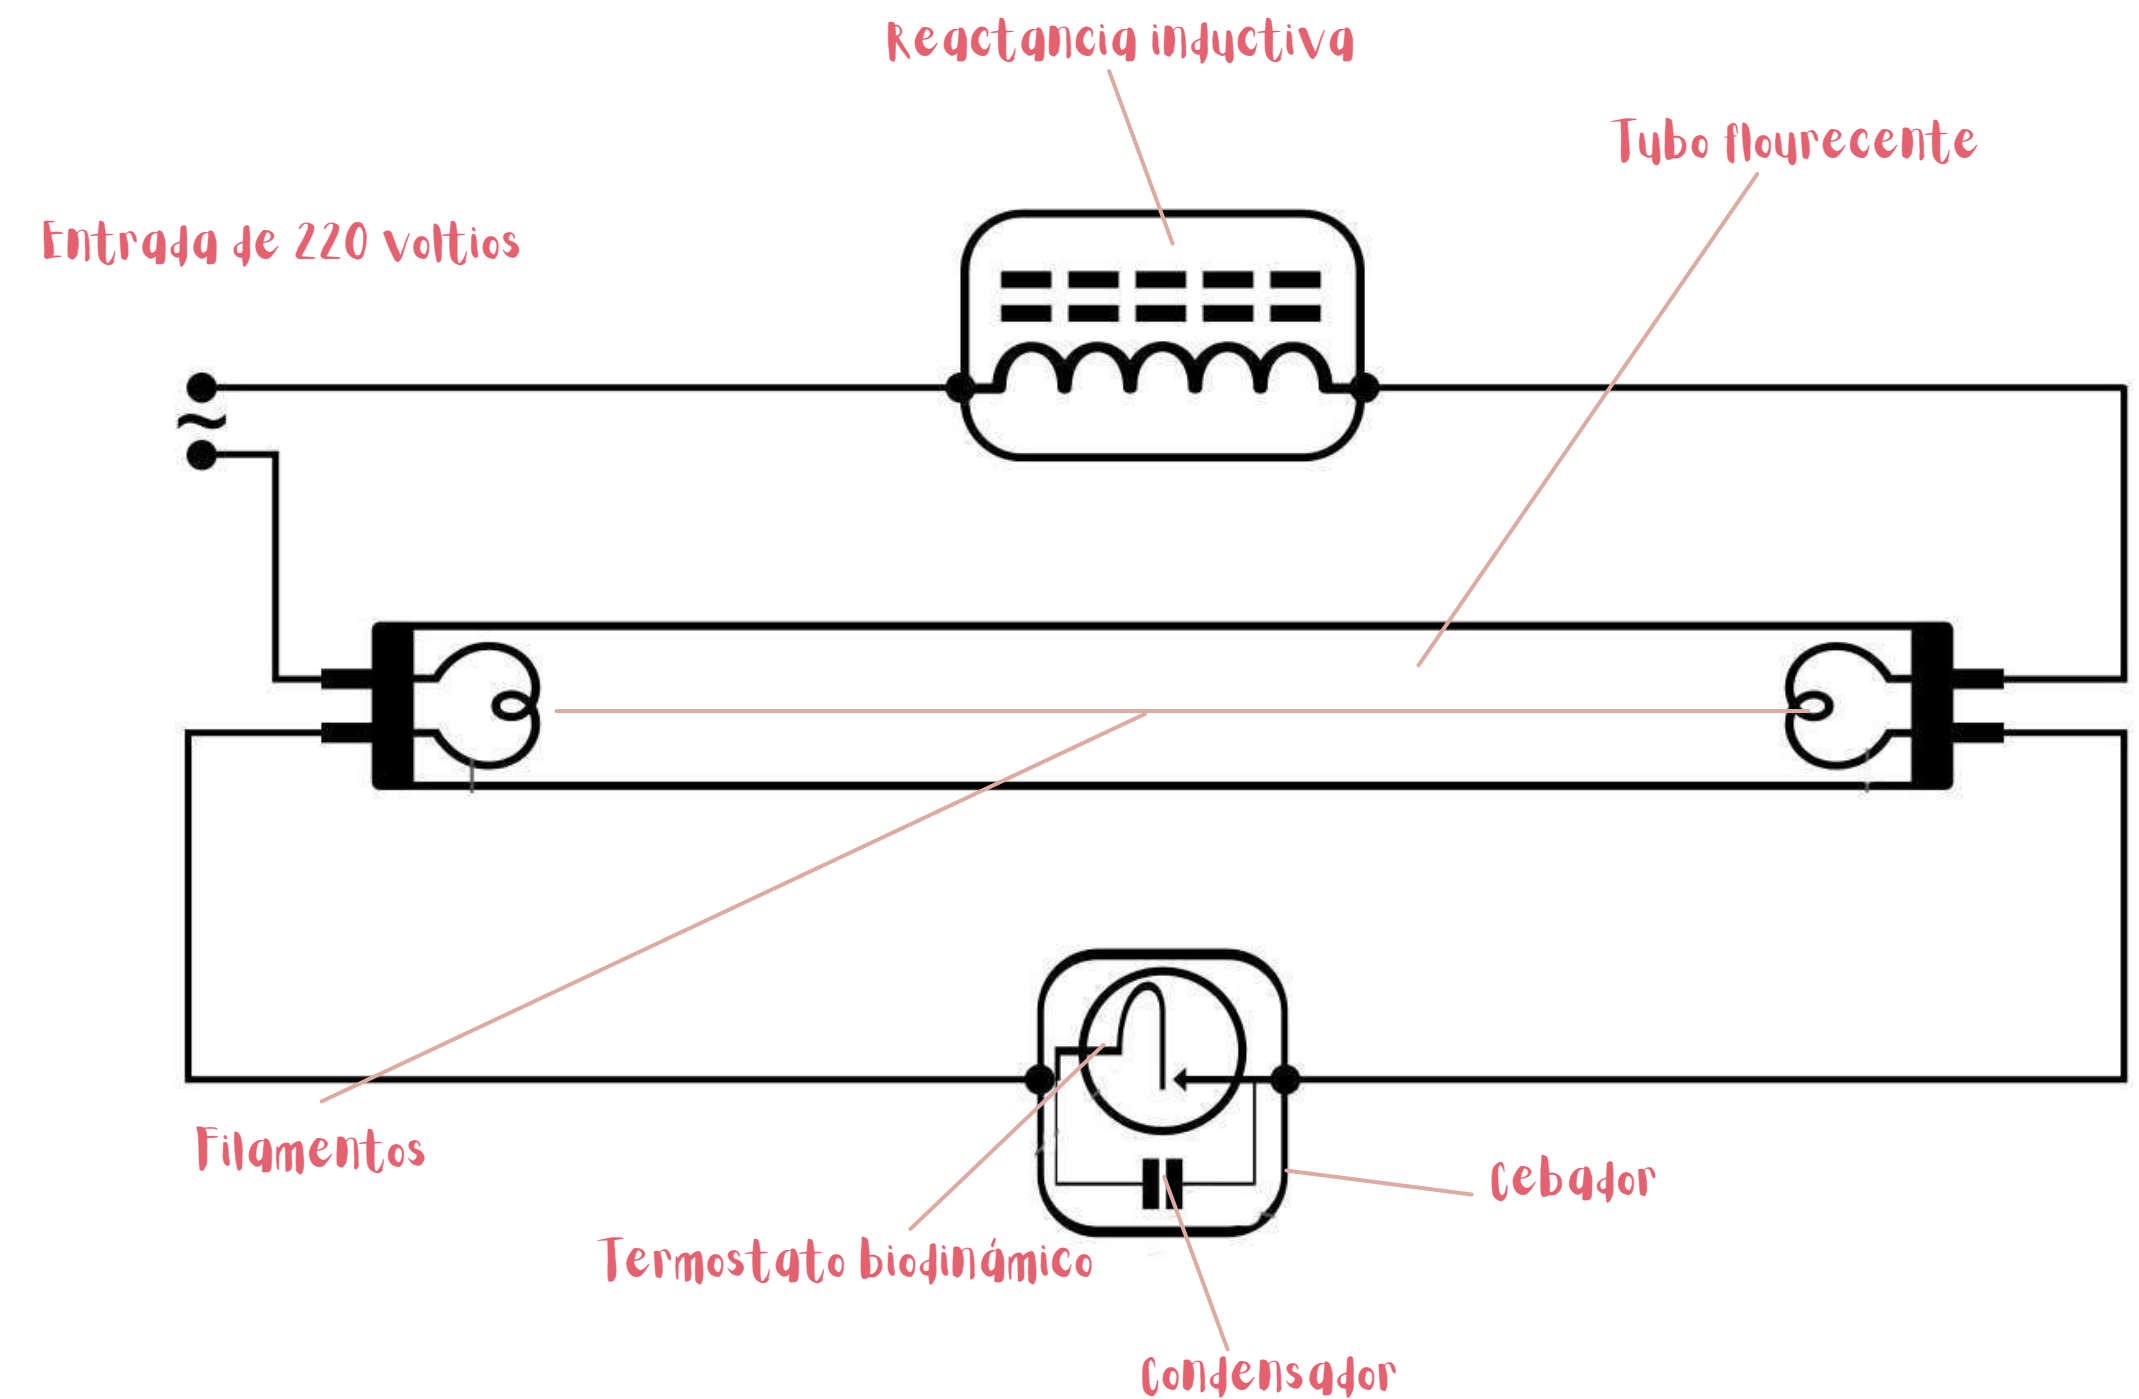 Reactancia inductiva
Tubo flourecente
Entrada de 220 voltios
Filamentos
Cebador
Termostato biodinámico
Condensador